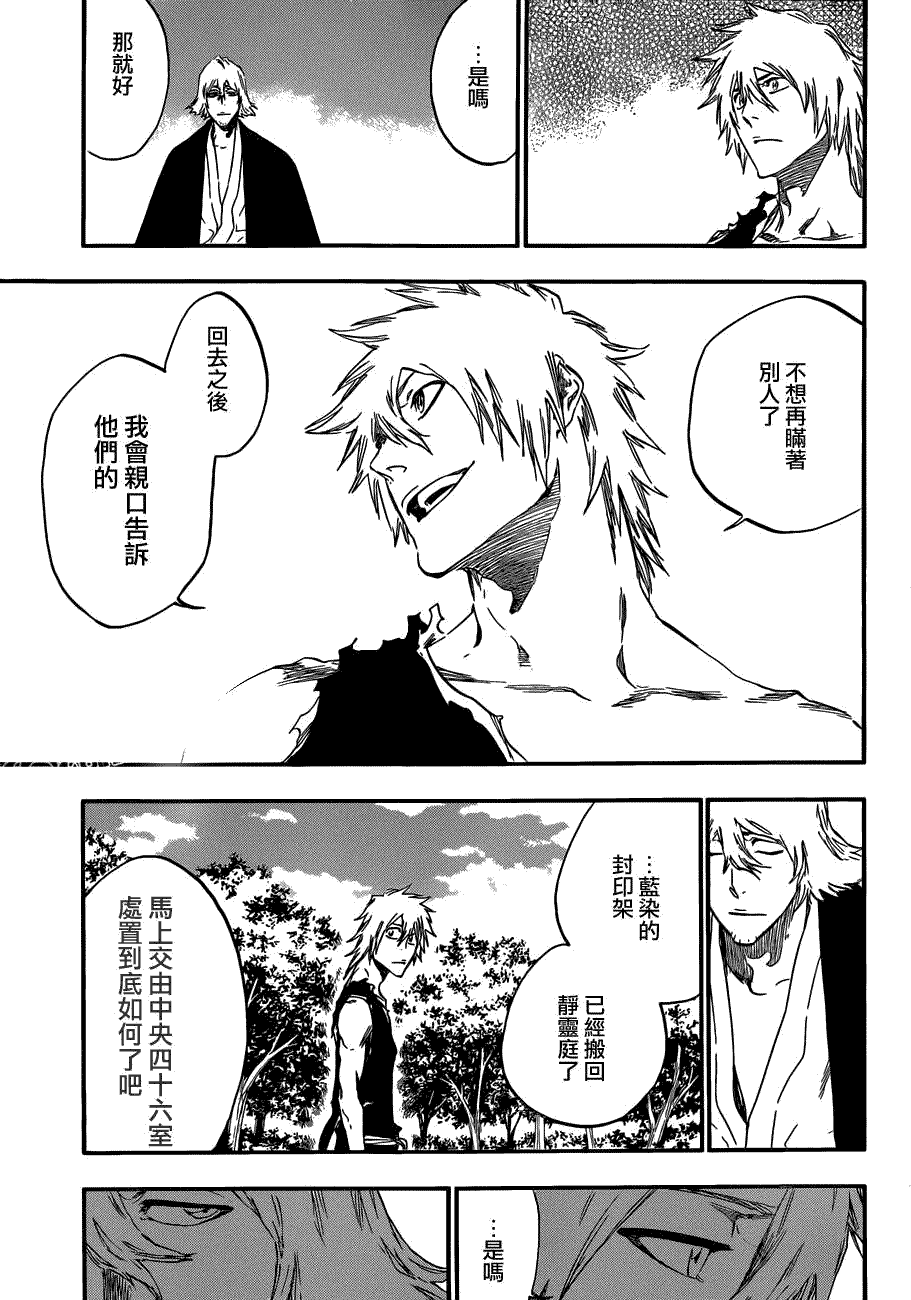 …是嗎
那就好
不想再瞞著
別人了
回去之後
我會親口告訴
他們的
…藍染的
封印架
已經搬回
靜靈庭了
馬上交由中央四十六室
處置到底如何了吧
…是嗎